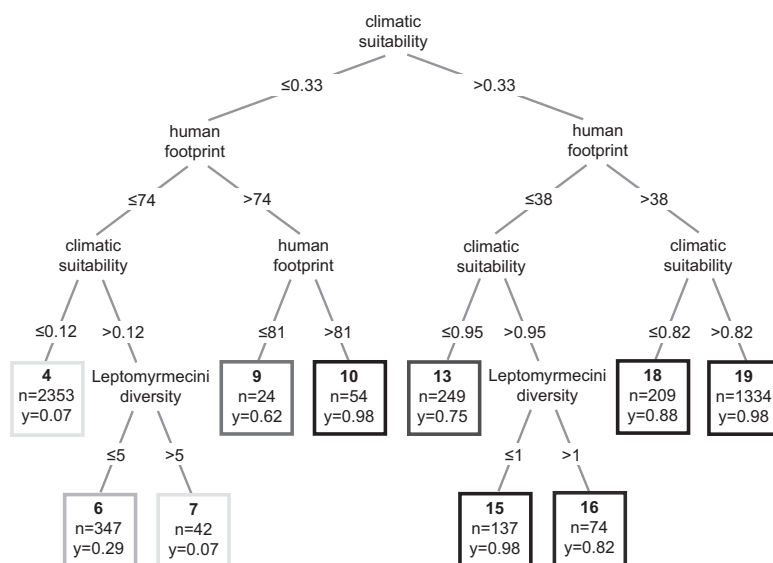 climatic
suitability
≤0.33
>0.33
human
footprint
human
footprint
≤74
>74
≤38
>38
climatic
suitability
human
footprint
climatic
suitability
climatic
suitability
≤0.12
>0.12
≤81
>81
≤0.95
>0.95
≤0.82
>0.82
4
n=2353
y=0.07
Leptomyrmecini
diversity
9
n=24
y=0.62
10
n=54
y=0.98
13
n=249
y=0.75
Leptomyrmecini
diversity
18
n=209
y=0.88
19
n=1334
y=0.98
≤5
>5
≤1
>1
6
n=347
y=0.29
7
n=42
y=0.07
15
n=137
y=0.98
16
n=74
y=0.82